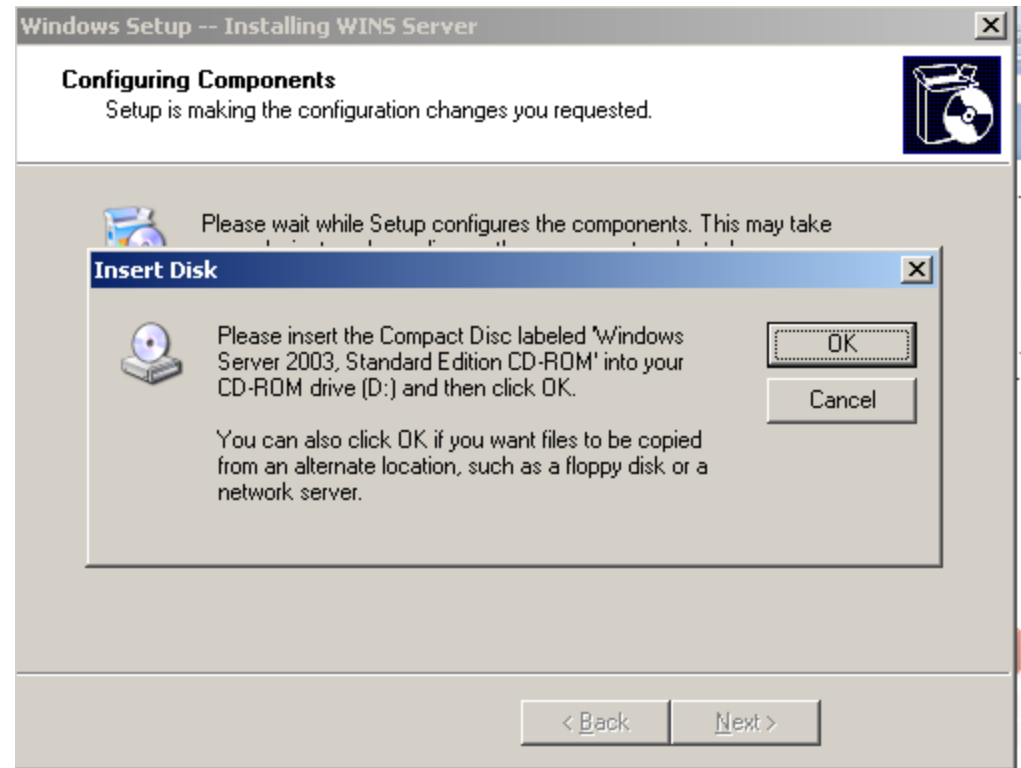 Windows Setup -- Installing WINS Server
Configuring Components
Setup is making the configuration changes you requested.
Please wait while Setup configures the components. This may take
Insert Disk
Please insert the Compact Disc labeled 'Windows
Server 2003, Standard Edition CD-ROM' into your
CD-ROM drive (D:) and then click OK.
You can also click OK if you want files to be copied
from an alternate location, such as a floppy disk or a
network server.
OK
Cancel
< Back
Next >